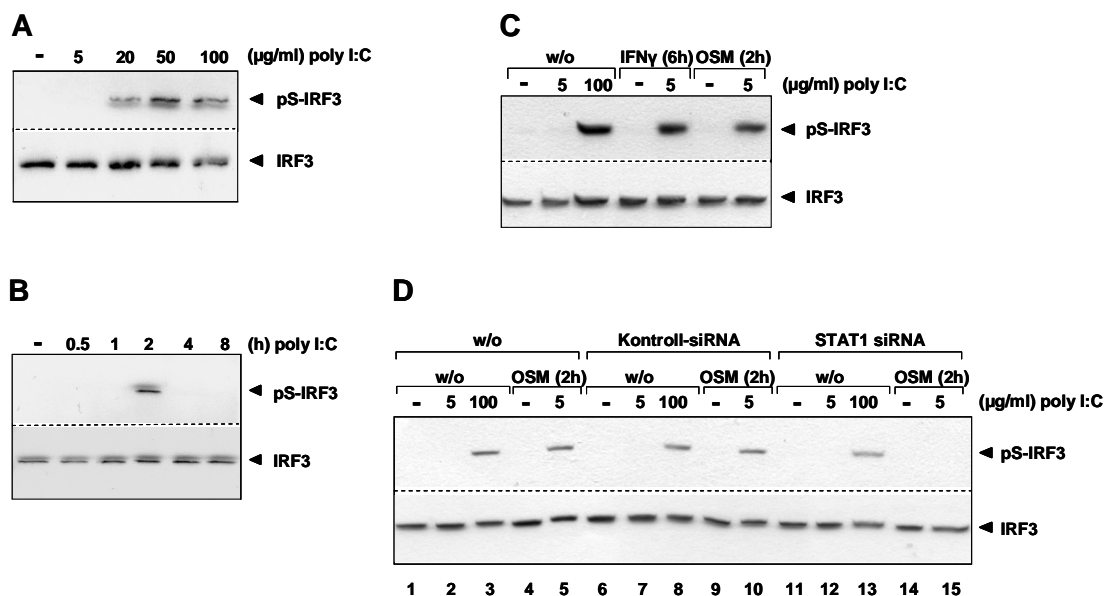 A
- 5 20 50 100 (µg/ml) poly I:C
pS-IRF3
IRF3
B
- 0.5 1 2 4 8 (h) poly I:C
pS-IRF3
IRF3
C
w/o IFNγ (6h) OSM (2h)
- 5 100 - 5 - 5 (µg/ml) poly I:C
pS-IRF3
IRF3
D
w/o Kontroll-siRNA STAT1 siRNA
w/o OSM (2h) w/o OSM (2h) w/o OSM (2h)
- 5 100 - 5 - 5 100 - 5 - 5 100 - 5 (µg/ml) poly I:C
pS-IRF3
IRF3
1 2 3 4 5 6 7 8 9 10 11 12 13 14 15